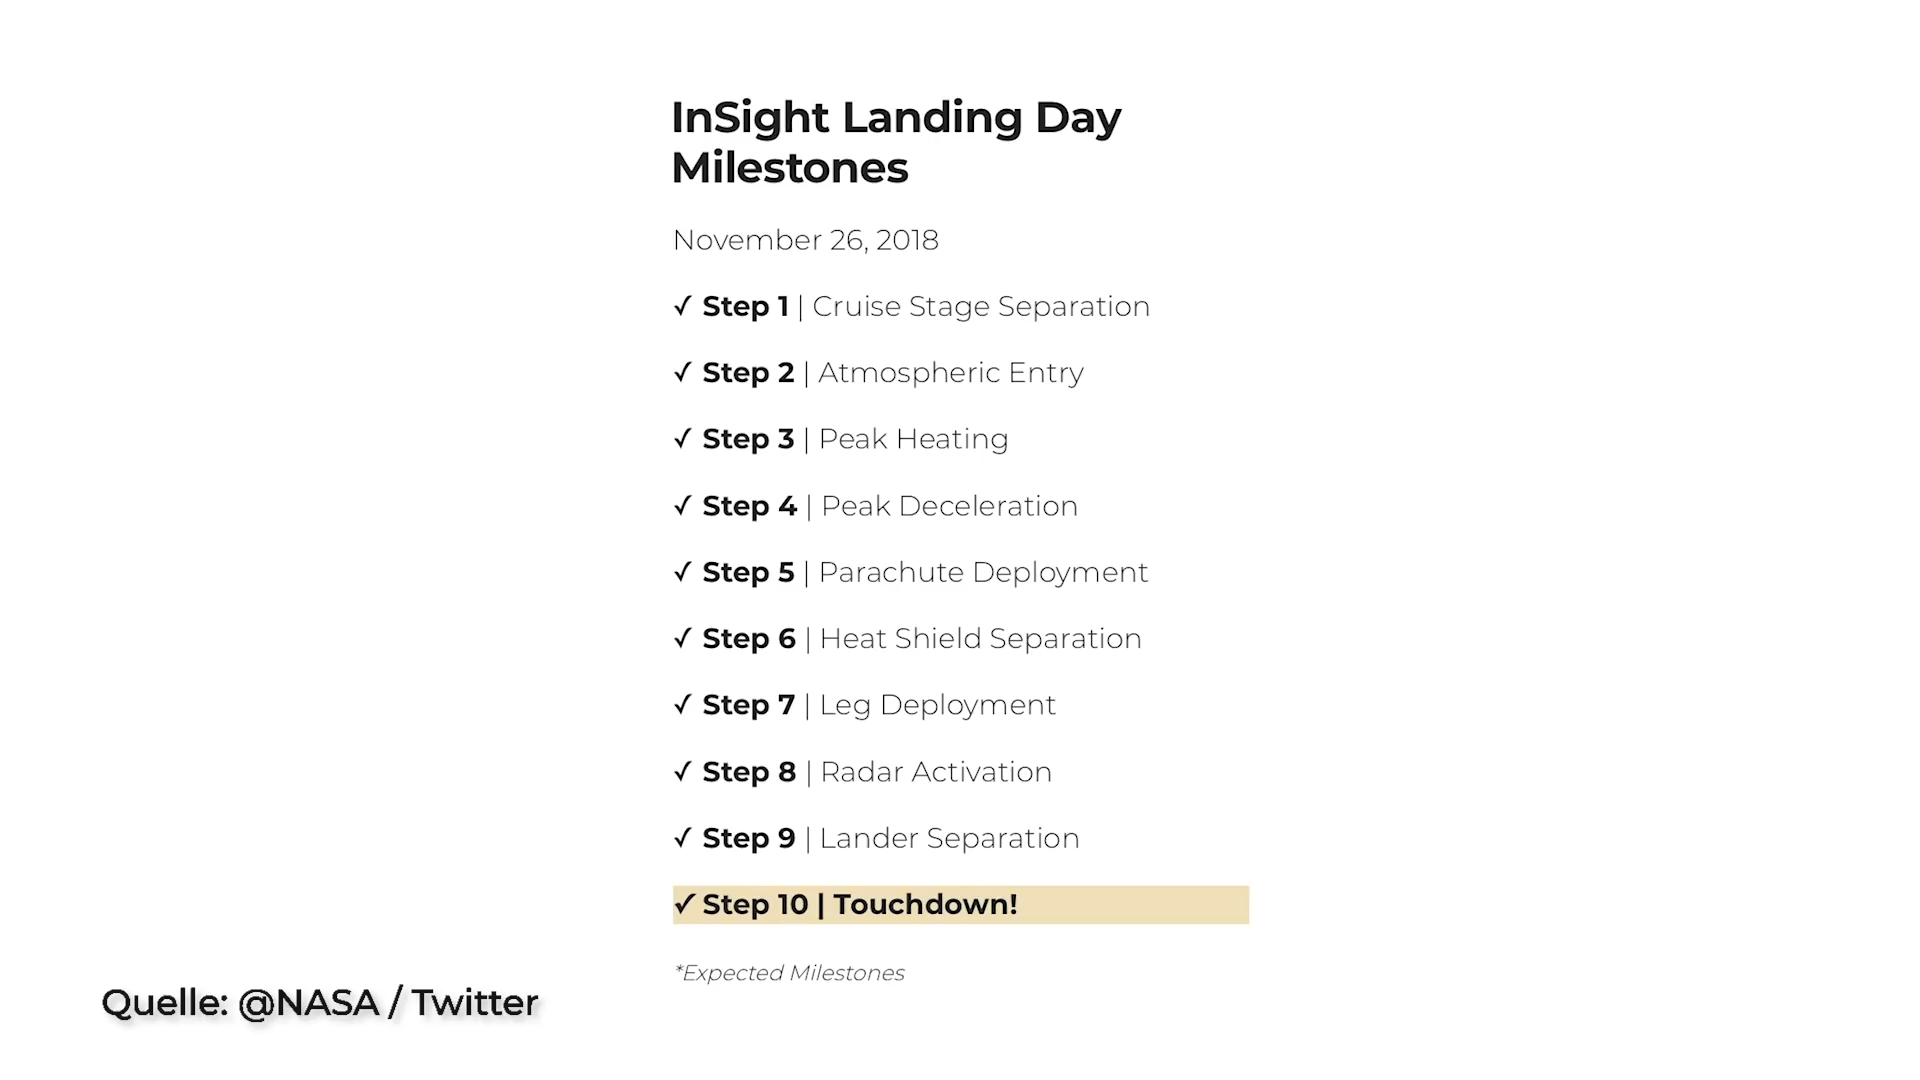 InSight Landing Day
Milestones
November 26, 2018
✓ Step 1 | Cruise Stage Separation
✓ Step 2 | Atmospheric Entry
✓ Step 3 | Peak Heating
✓ Step 4 | Peak Deceleration
✓ Step 5 | Parachute Deployment
✓ Step 6 | Heat Shield Separation
✓ Step 7 | Leg Deployment
✓ Step 8 | Radar Activation
✓ Step 9 | Lander Separation
✓ Step 10 | Touchdown!
*Expected Milestones
Quelle: @NASA / Twitter